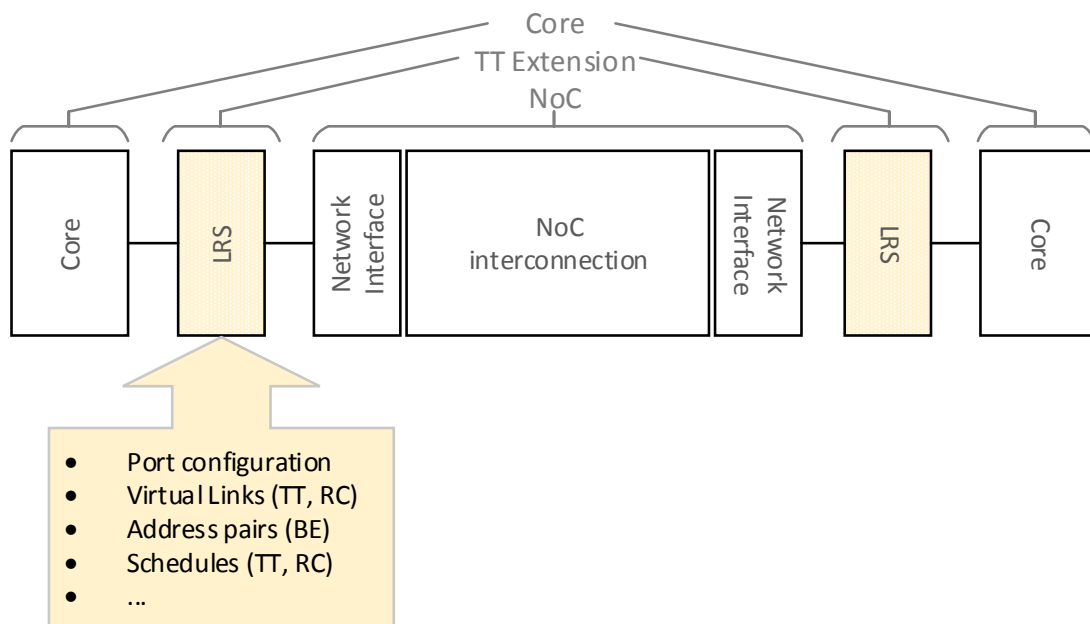 Core
TT Extension
NoC
Core
LRS
Network
Interface
NoC
interconnection
Network
Interface
LRS
Core
• Port configuration
• Virtual Links (TT, RC)
• Address pairs (BE)
• Schedules (TT, RC)
• ...